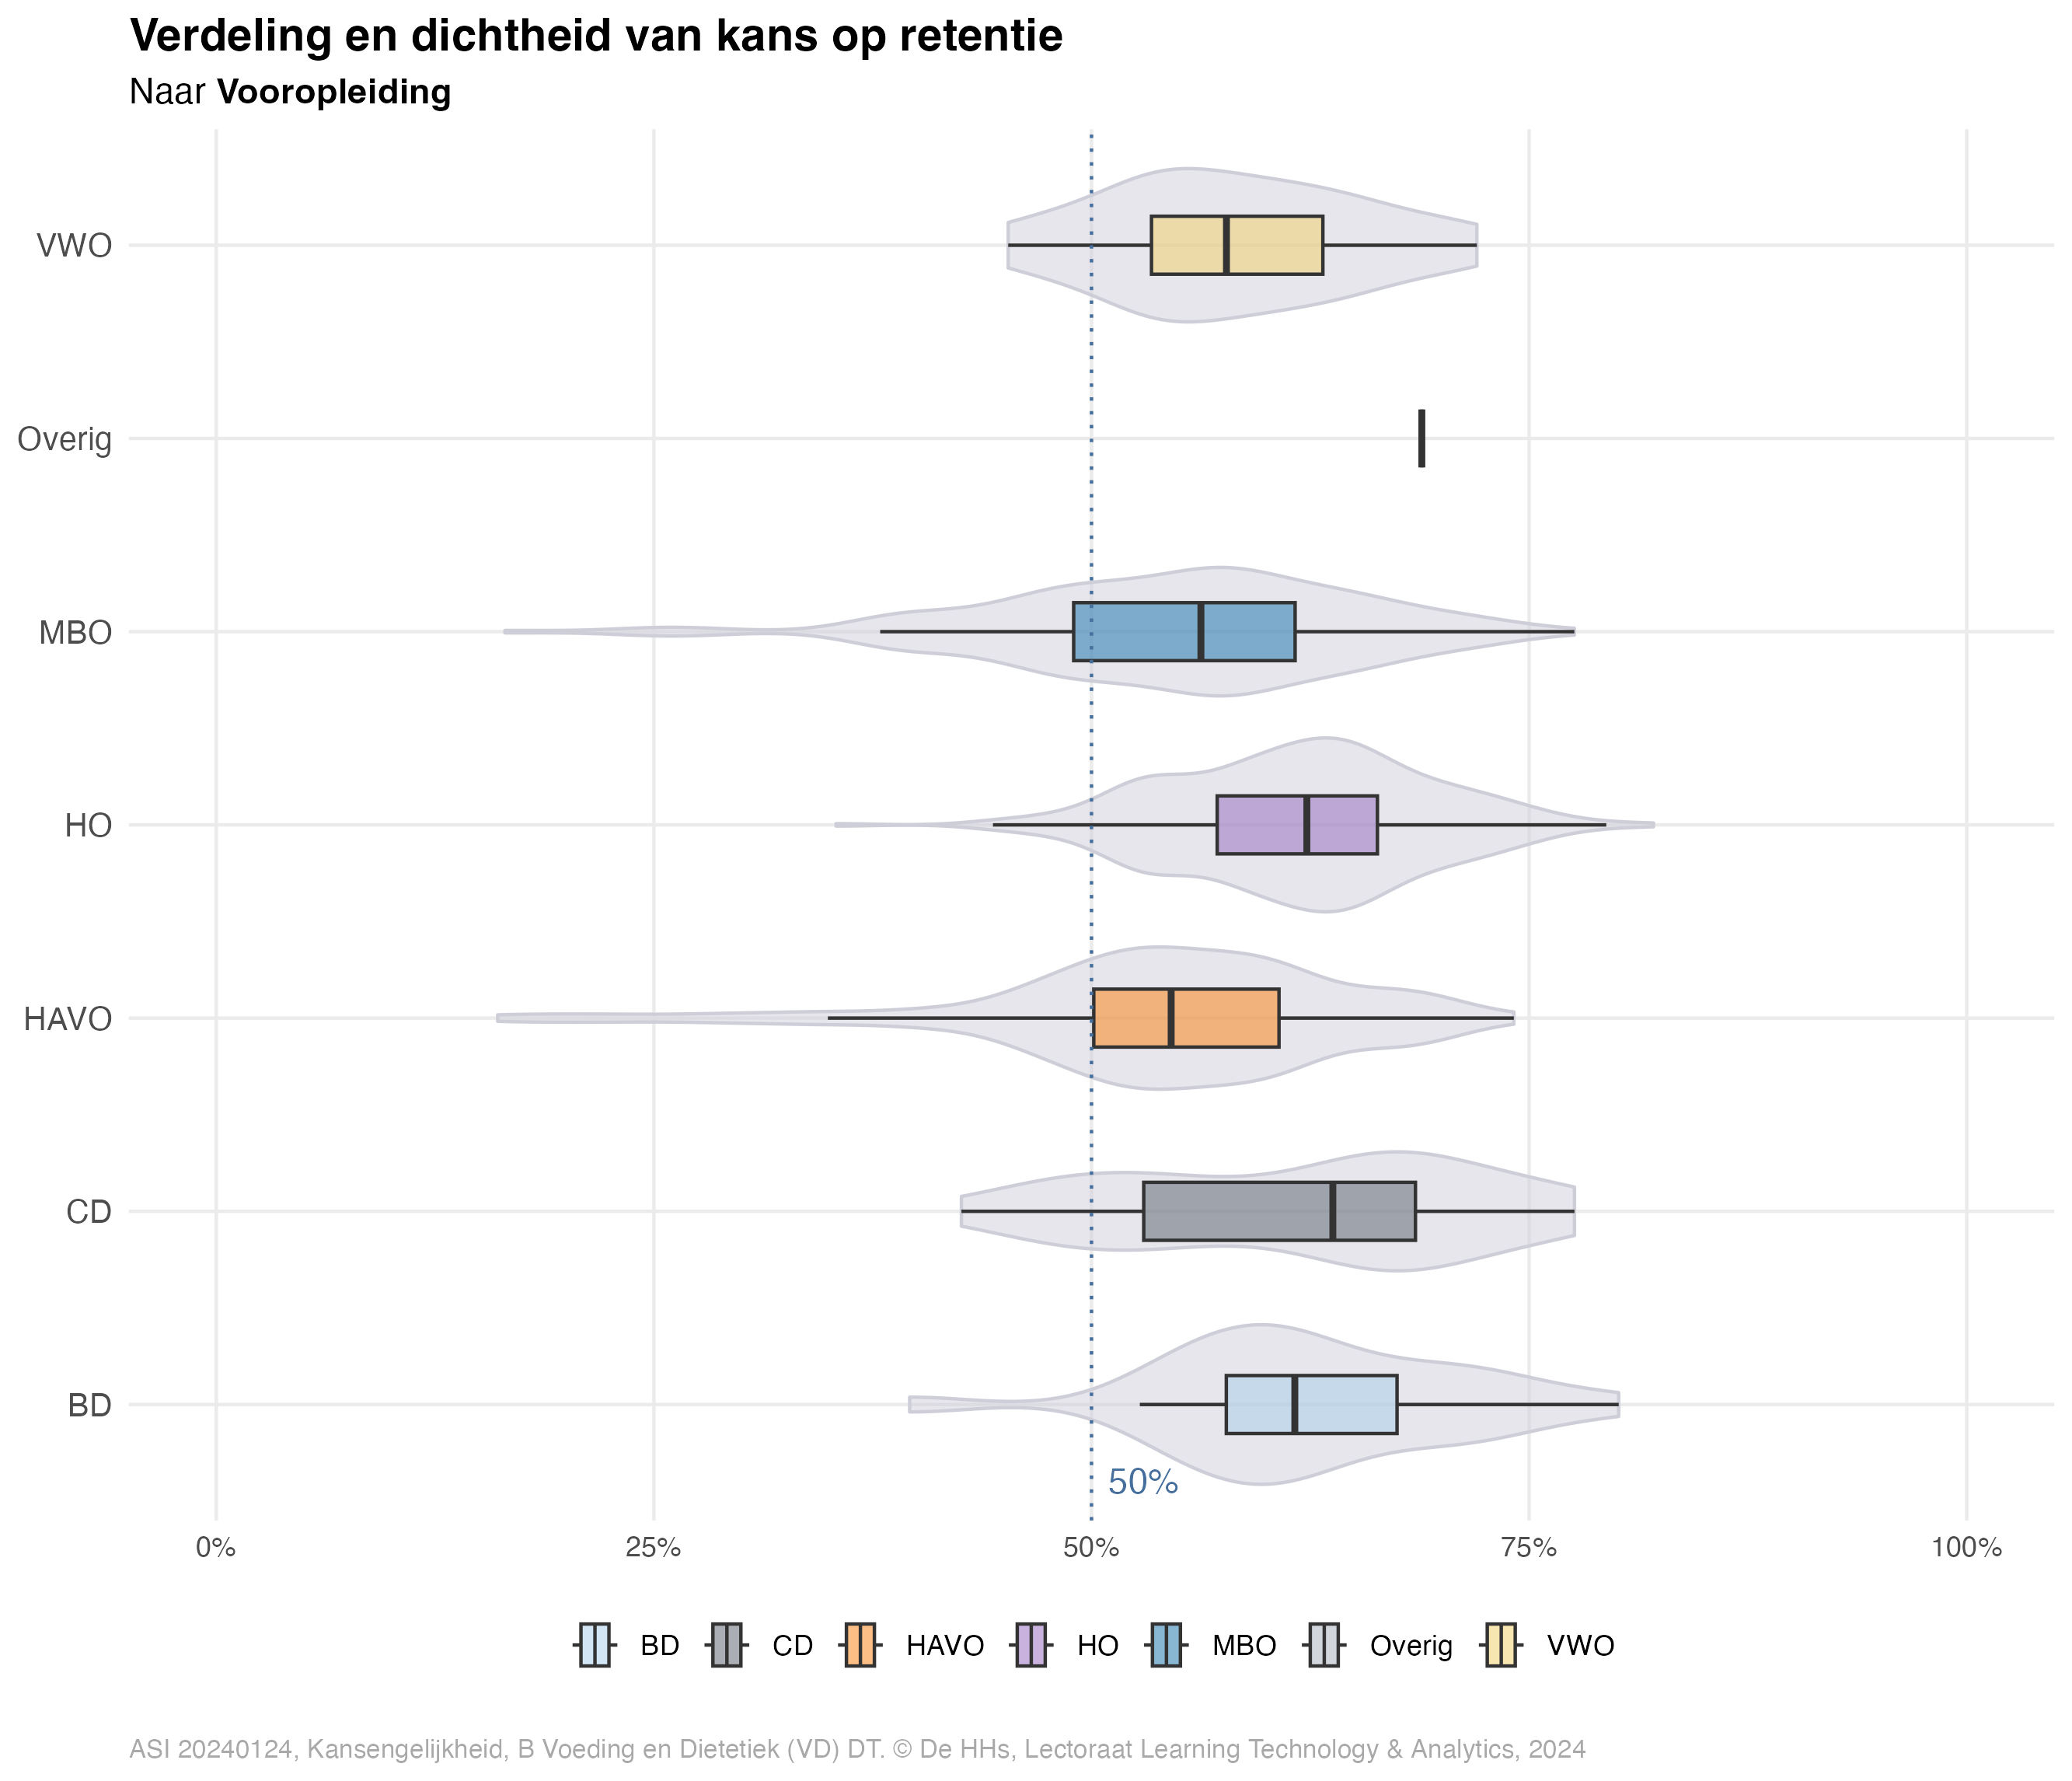 Verdeling en dichtheid van kans op retentie
Naar Vooropleiding
VWO
Overig
MBO
HO
HAVO
CD
BD
50%
0% 25% 50% 75% 100%
BD CD HAVO HO MBO Overig VWO
ASI 20240124, Kansengelijkheid, B Voeding en Dietetiek (VD) DT. © De HHs, Lectoraat Learning Technology & Analytics, 2024